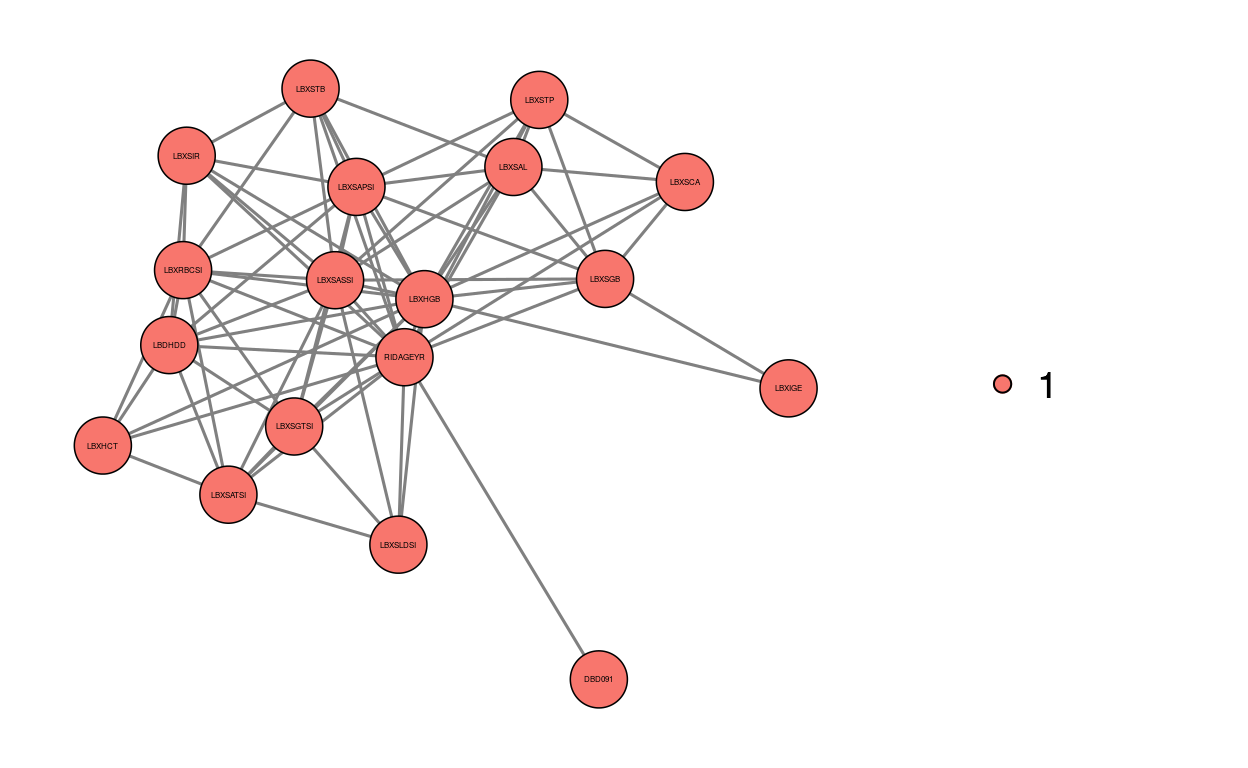 LBXSTB
LBXSTP
LBXSIR
LBXSAL
LBXSCA
LBXSAPSI
LBXRBCSI
LBXSASSI
LBXSGB
LBXHGB
LBDHDD
RIDAGEYR
LBXIGE
1
LBXSGTSI
LBXHCT
LBXSATSI
LBXSLDSI
DBD091